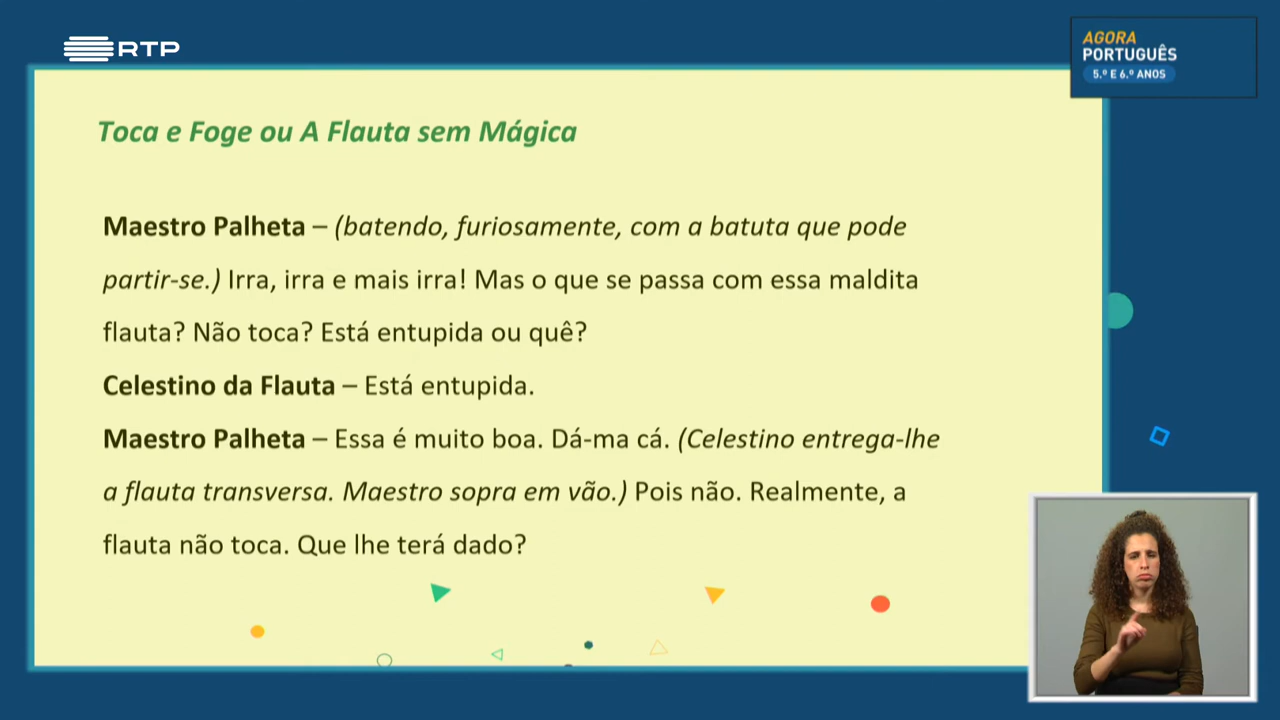 RTP
AGORA
PORTUGUÊS
5.º E 6.º ANOS
Toca e Foge ou A Flauta sem Mágica
Maestro Palheta – (batendo, furiosamente, com a batuta que pode
partir-se.) Irra, irra e mais irra! Mas o que se passa com essa maldita
flauta? Não toca? Está entupida ou quê?
Celestino da Flauta – Está entupida.
Maestro Palheta – Essa é muito boa. Dá-ma cá. (Celestino entrega-lhe
a flauta transversa. Maestro sopra em vão.) Pois não. Realmente, a
flauta não toca. Que lhe terá dado?